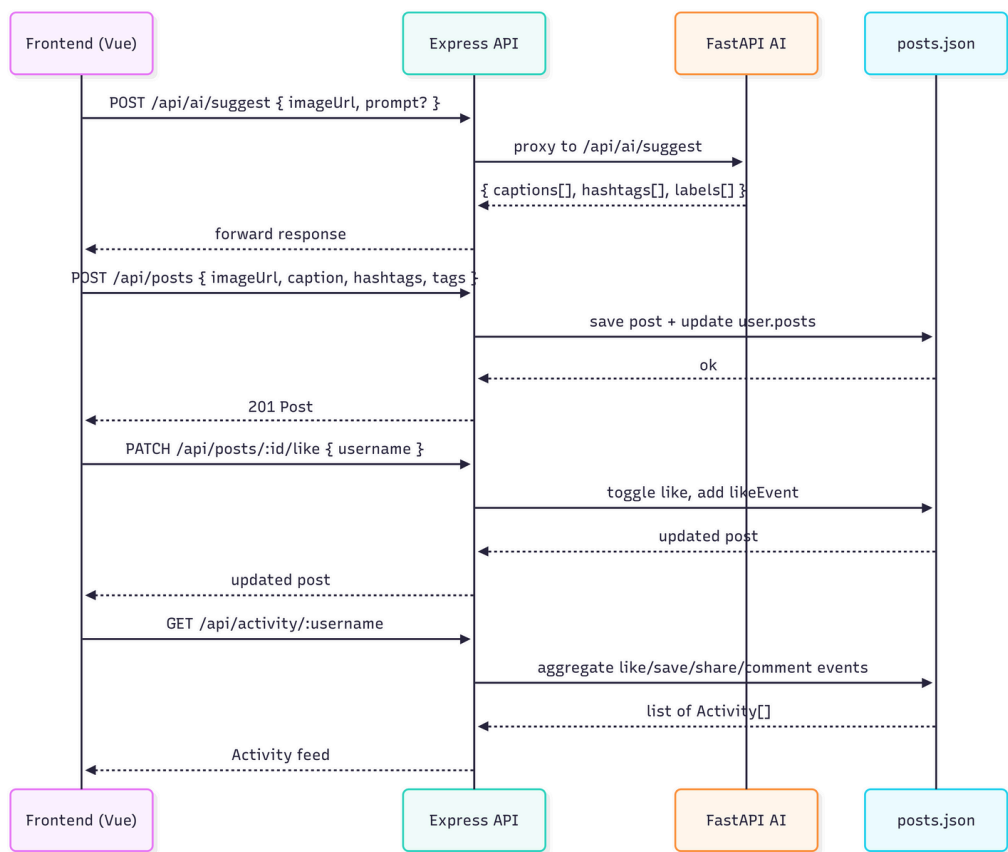 Frontend (Vue)
Express API
FastAPI AI
posts.json
POST /api/ai/suggest { imageUrl, prompt? }
proxy to /api/ai/suggest
{ captions[], hashtags[], labels[] }
forward response
POST /api/posts { imageUrl, caption, hashtags, tags }
save post + update user.posts
ok
201 Post
PATCH /api/posts/:id/like { username }
toggle like, add likeEvent
updated post
updated post
GET /api/activity/:username
aggregate like/save/share/comment events
list of Activity[]
Activity feed
Frontend (Vue)
Express API
FastAPI AI
posts.json